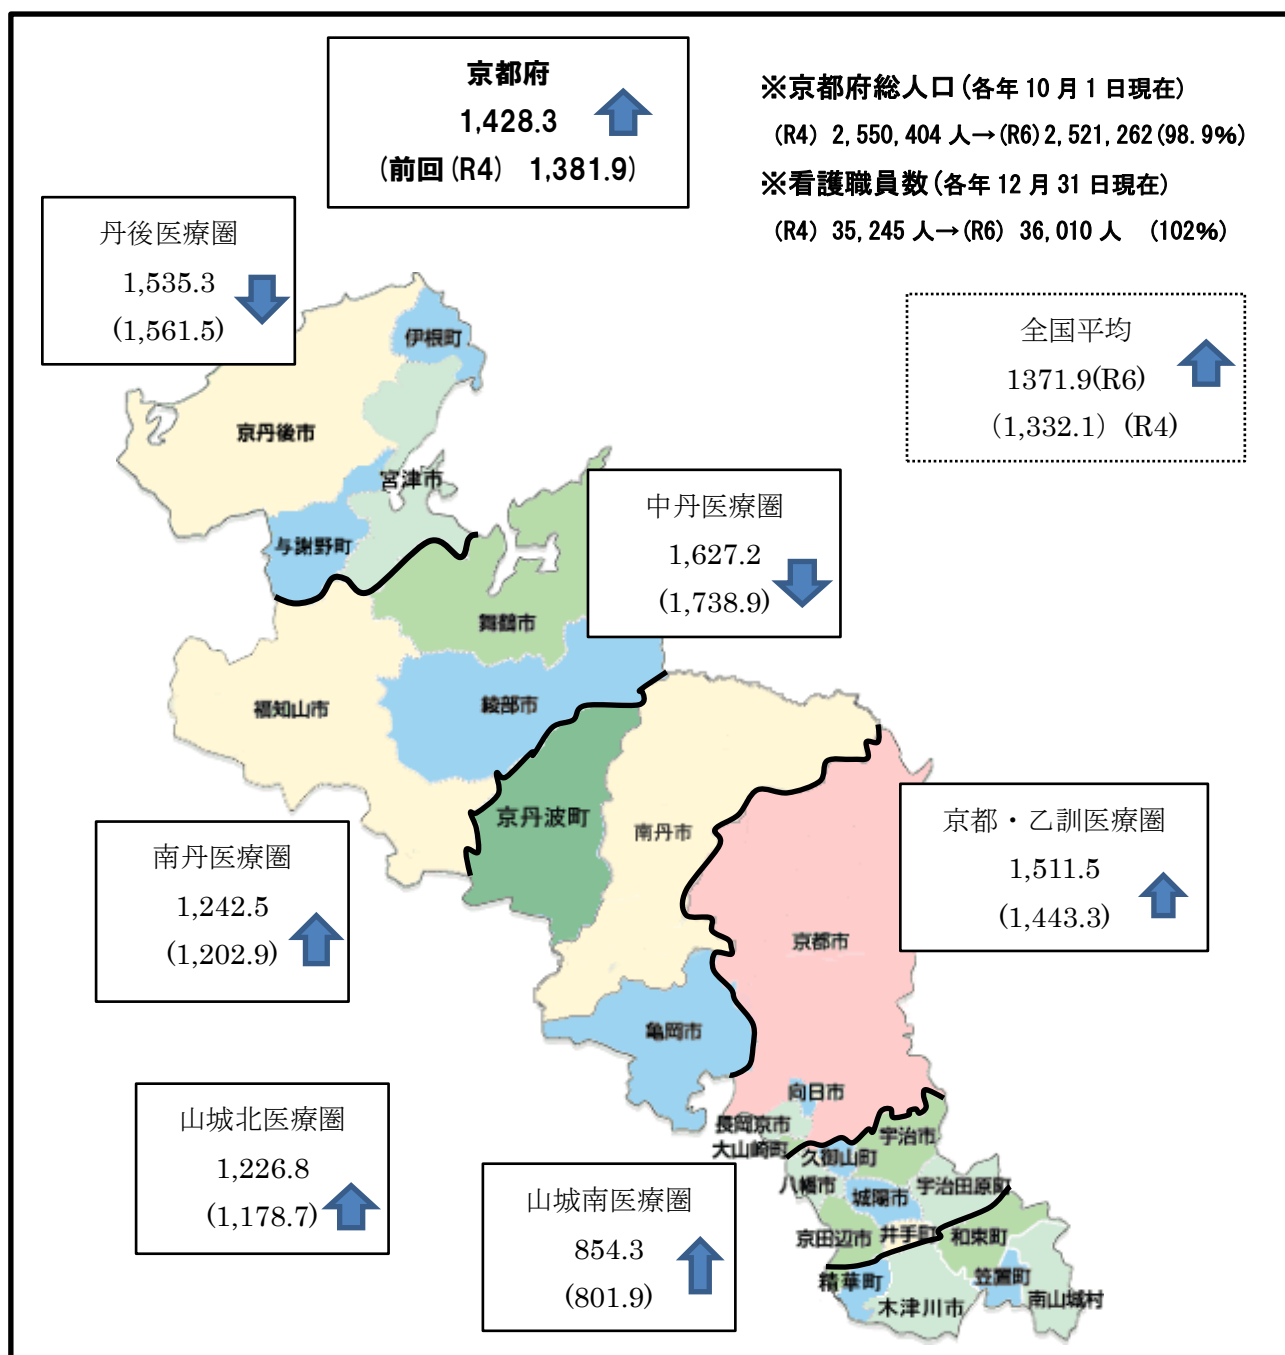 京都府
1,428.3
(前回(R4) 1,381.9)
※京都府総人口(各年10月1日現在)
(R4) 2,550,404人→(R6)2,521,262(98.9%)
※看護職員数(各年12月31日現在)
(R4) 35,245人→(R6) 36,010人 (102%)
丹後医療圏
1,535.3
(1,561.5)
全国平均
1371.9(R6)
(1,332.1) (R4)
伊根町
京丹後市
宮津市
与謝野町
中丹医療圏
1,627.2
(1,738.9)
舞鶴市
綾部市
福知山市
京丹波町
南丹市
京都・乙訓医療圏
1,511.5
(1,443.3)
南丹医療圏
1,242.5
(1,202.9)
京都市
亀岡市
山城北医療圏
1,226.8
(1,178.7)
向日市
長岡京市
大山崎町
宇治市
久御山町
八幡市
城陽市
宇治田原町
京田辺市
井手町
和束町
山城南医療圏
854.3
(801.9)
精華町
木津川市
笠置町
南山城村